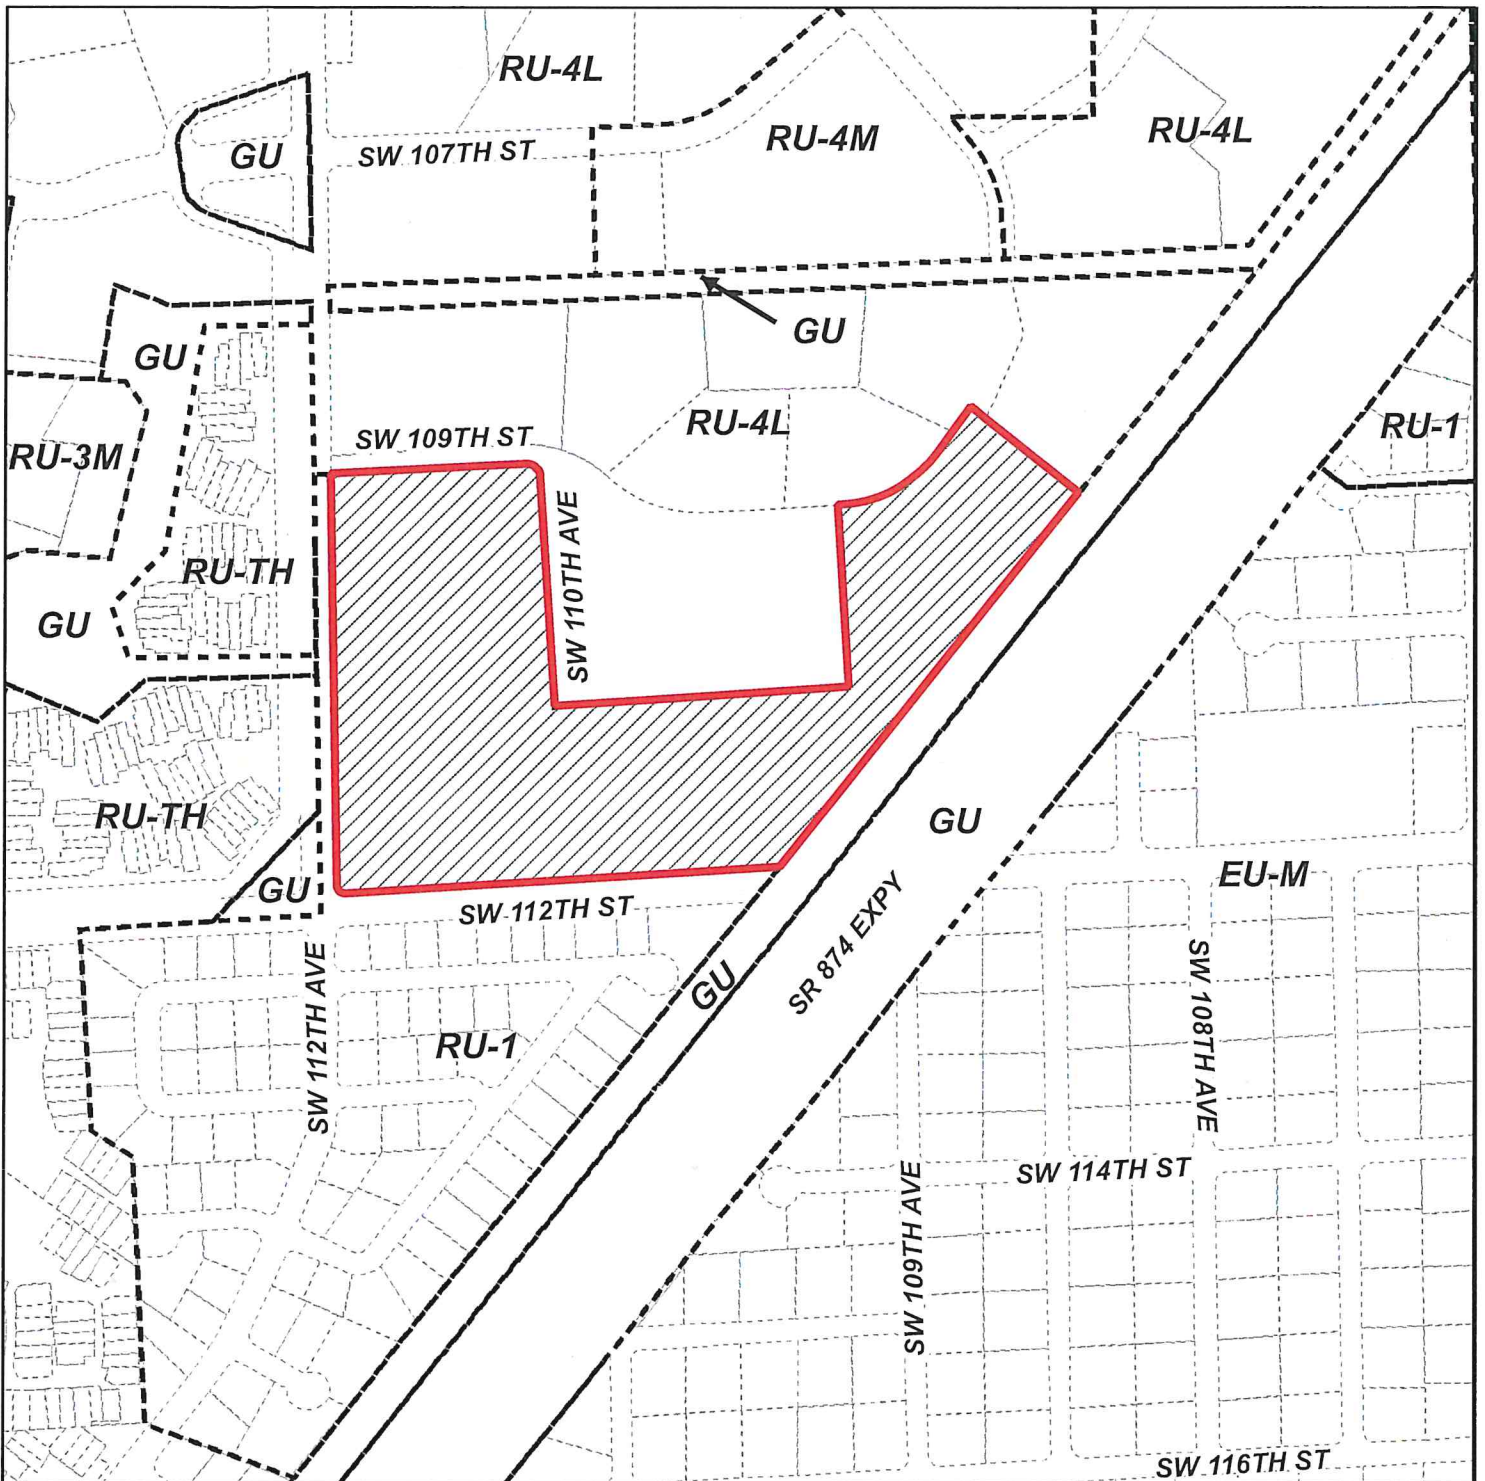 RU-4L
RU-4M
RU-4L
GU
SW 107TH ST
GU
GU
RU-4L
RU-1
SW 109TH ST
RU-3M
SW 110TH AVE
RU-TH
GU
RU-TH
GU
GU
EU-M
SW 112TH ST
SR 874 EXPY
GU
SW 112TH AVE
RU-1
SW 108TH AVE
SW 114TH ST
SW 109TH AVE
SW 116TH ST